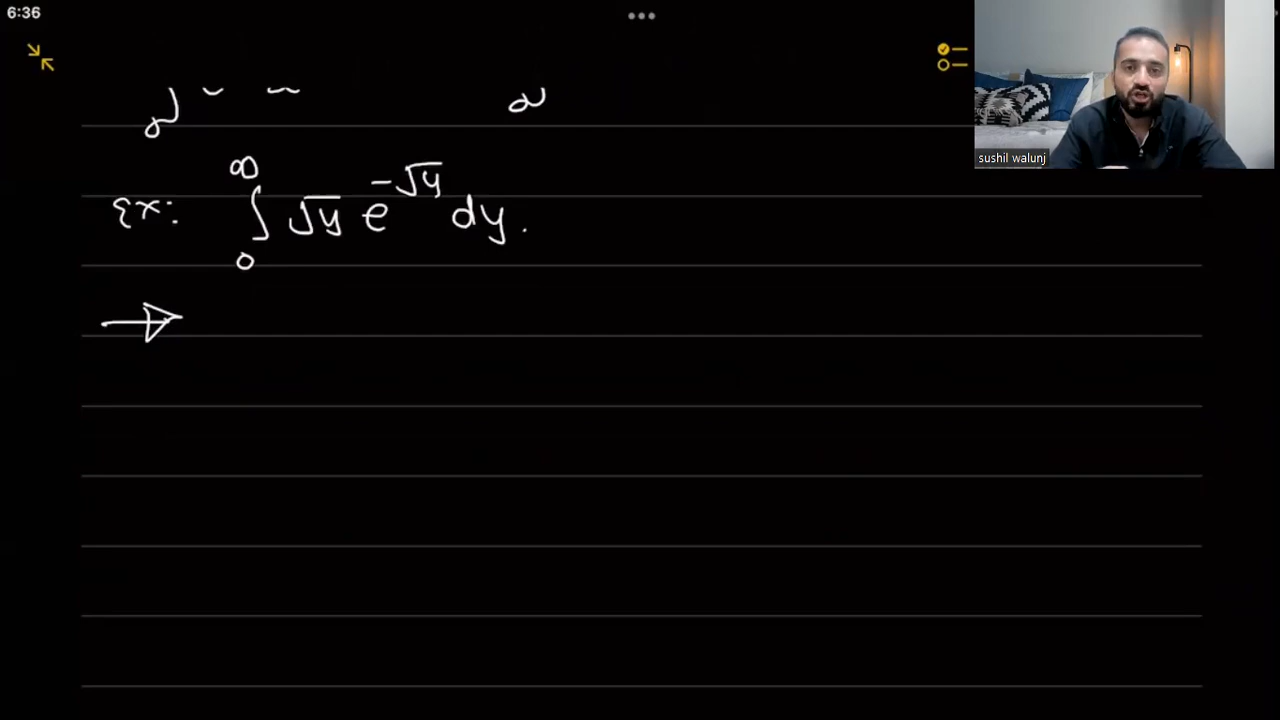 6:36
sushil walunj
Ex: ∫₀^∞ √y e^(-√y) dy.